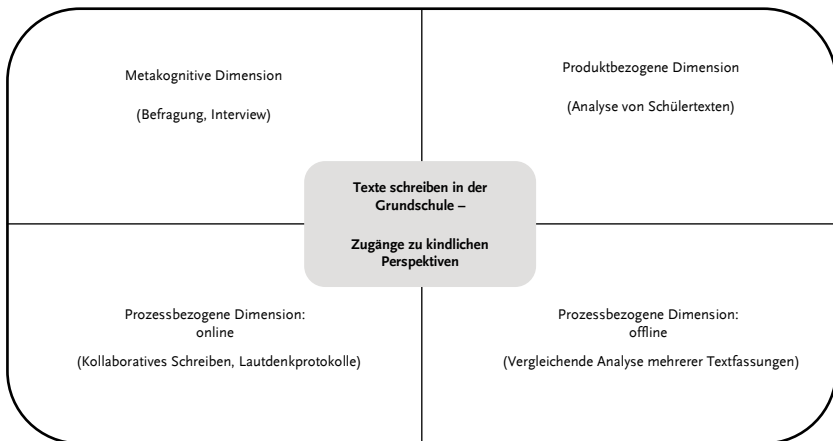 Metakognitive Dimension
(Befragung, Interview)
Produktbezogene Dimension
(Analyse von Schülertexten)
Texte schreiben in der
Grundschule –
Zugänge zu kindlichen
Perspektiven
Prozessbezogene Dimension:
online
(Kollaboratives Schreiben, Lautdenkprotokolle)
Prozessbezogene Dimension:
offline
(Vergleichende Analyse mehrerer Textfassungen)